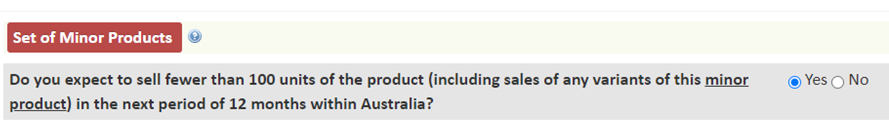 Set of Minor Products ?
Do you expect to sell fewer than 100 units of the product (including sales of any variants of this minor Yes No
product) in the next period of 12 months within Australia?